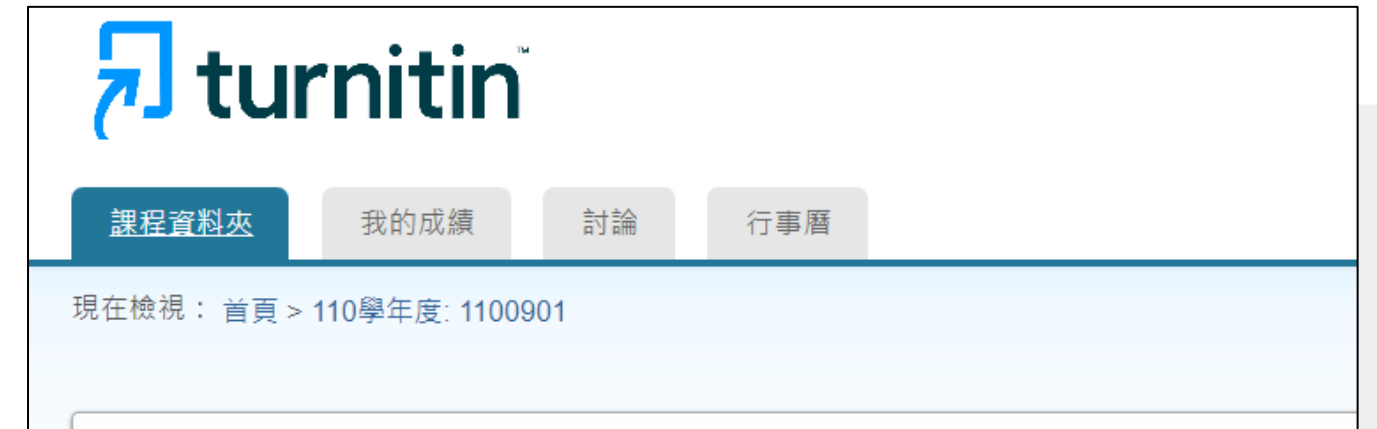 turnitin™
課程資料夾 我的成績 討論 行事曆
現在檢視： 首頁 > 110學年度: 1100901